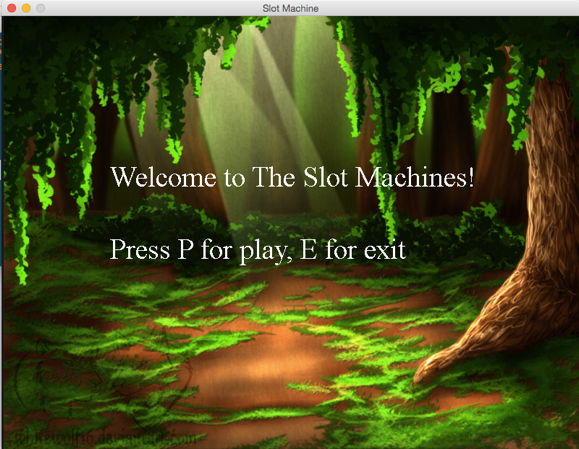 Slot Machine
Welcome to The Slot Machines!
Press P for play, E for exit